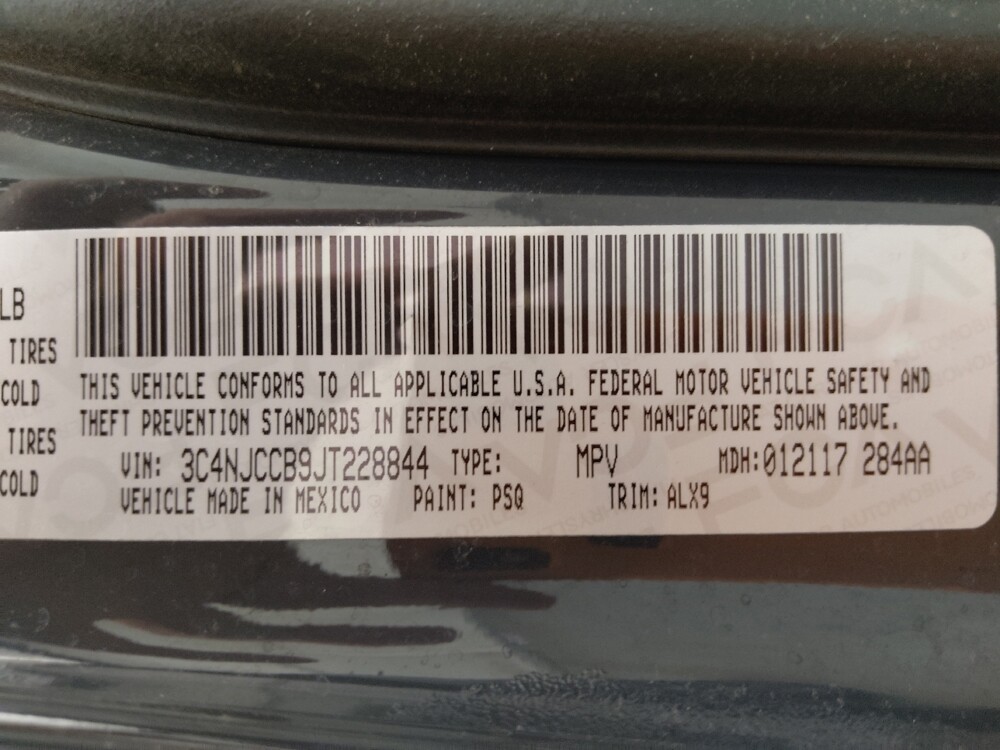 LB
TIRES
COLD
TIRES
COLD
THIS VEHICLE CONFORMS TO ALL APPLICABLE U.S.A. FEDERAL MOTOR VEHICLE SAFETY AND
THEFT PREVENTION STANDARDS IN EFFECT ON THE DATE OF MANUFACTURE SHOWN ABOVE.
VIN: 3C4NJCCB9JT228844 TYPE: MPV MDH:012117 284AA
VEHICLE MADE IN MEXICO PAINT: PSQ TRIM: ALX9